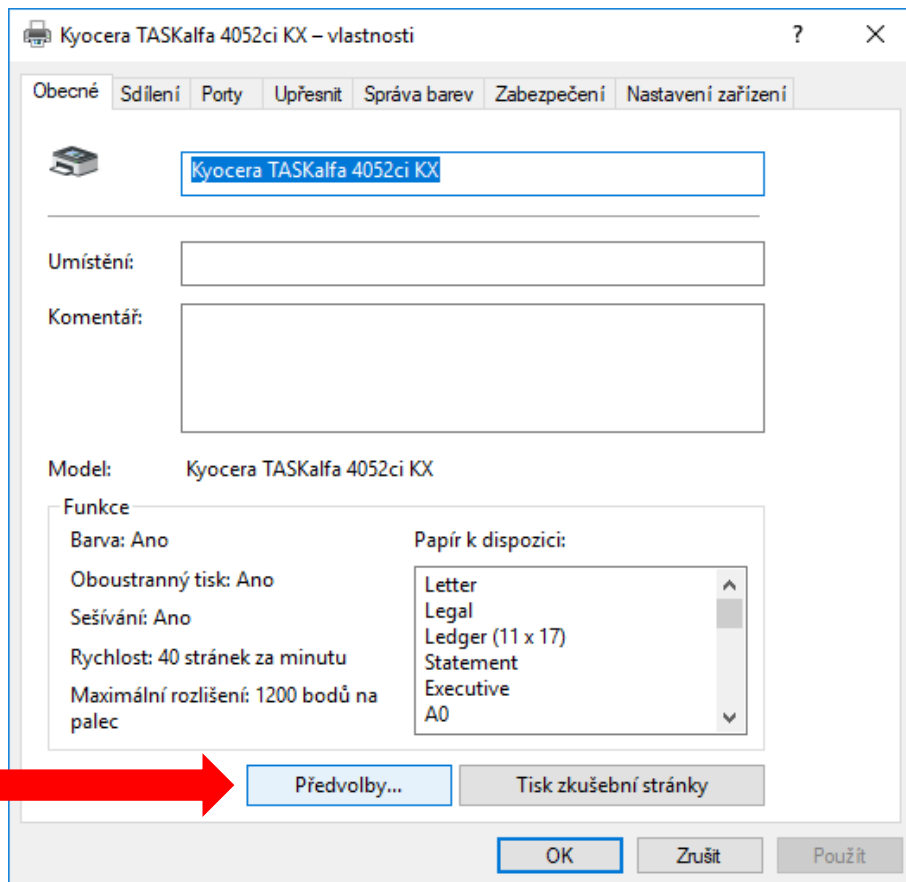 Kyocera TASKalfa 4052ci KX – vlastnosti
?
Obecné Sdílení Porty Upřesnit Správa barev Zabezpečení Nastavení zařízení
Kyocera TASKalfa 4052ci KX
Umístění:
Komentář:
Model: Kyocera TASKalfa 4052ci KX
Funkce
Barva: Ano
Oboustranný tisk: Ano
Sešívání: Ano
Rychlost: 40 stránek za minutu
Maximální rozlišení: 1200 bodů na
palec
Papír k dispozici:
Letter
Legal
Ledger (11 x 17)
Statement
Executive
A0
Předvolby... Tisk zkušební stránky
OK Zrušit Použít